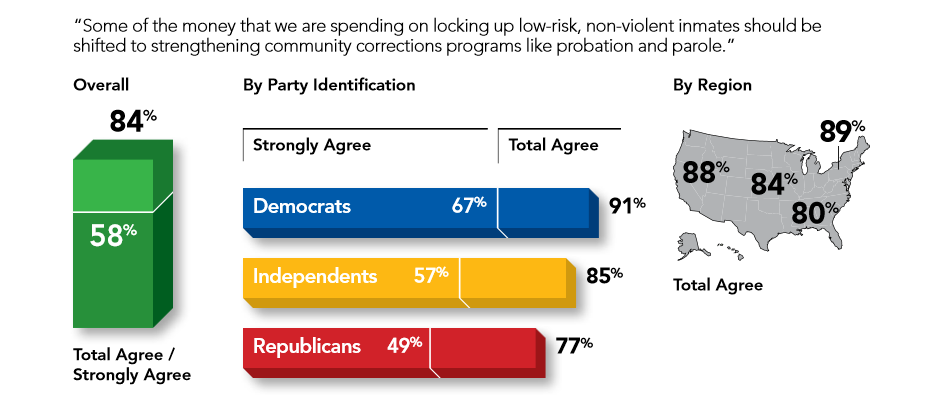 “Some of the money that we are spending on locking up low-risk, non-violent inmates should be
shifted to strengthening community corrections programs like probation and parole.”
Overall
84%
58%
Total Agree /
Strongly Agree
By Party Identification
Strongly Agree
Total Agree
Democrats 67% 91%
Independents 57% 85%
Republicans 49% 77%
By Region
89%
88%
84%
80%
Total Agree